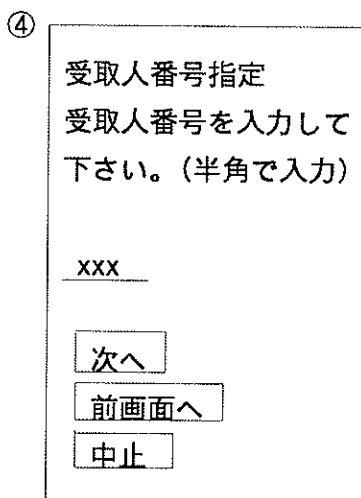 ④
受取人番号指定
受取人番号を入力して
下さい。(半角で入力)
xxx
次へ
前画面へ
中止